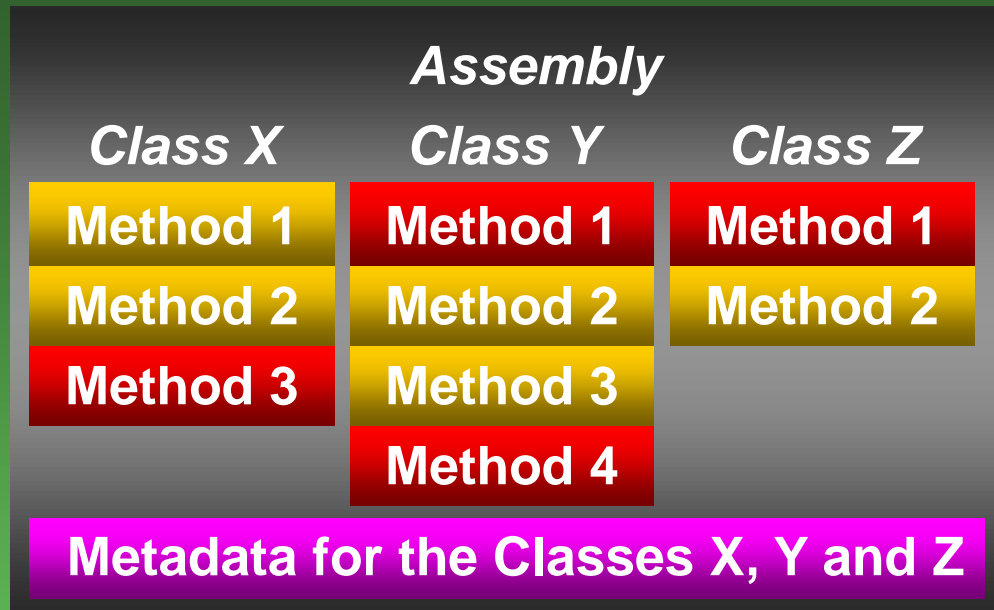 Assembly
Class X Class Y Class Z
Method 1 Method 1 Method 1
Method 2 Method 2 Method 2
Method 3 Method 3
Method 4
Metadata for the Classes X, Y and Z